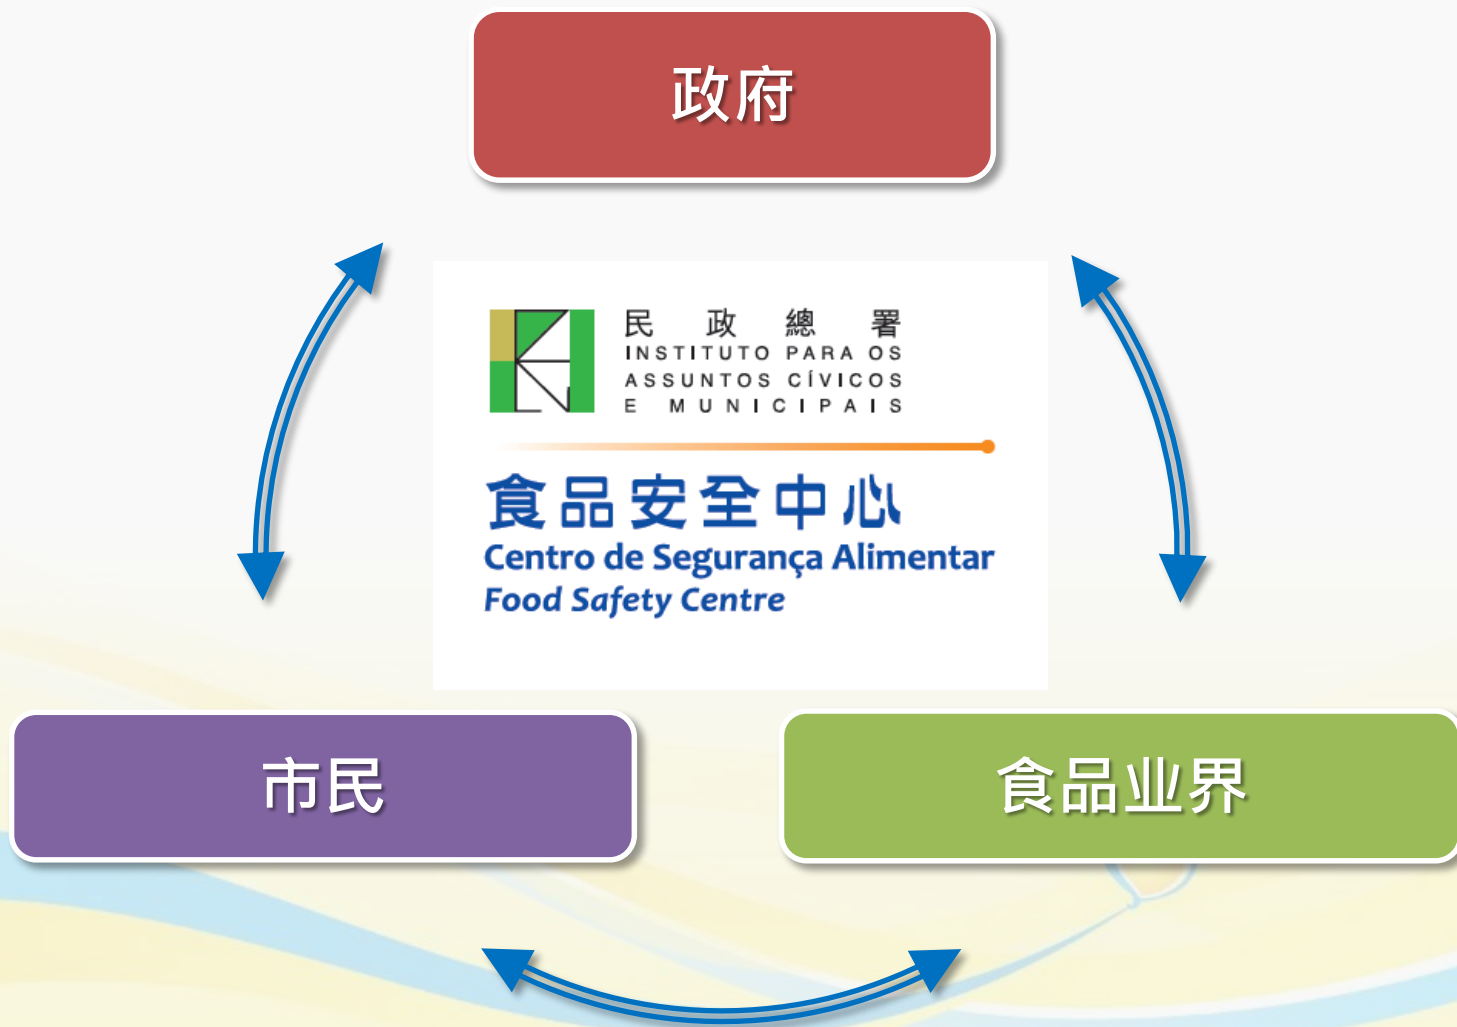 政府
民政總署
INSTITUTO PARA OS
ASSUNTOS CÍVICOS
E MUNICIPAIS
食品安全中心
Centro de Segurança Alimentar
Food Safety Centre
市民
食品业界